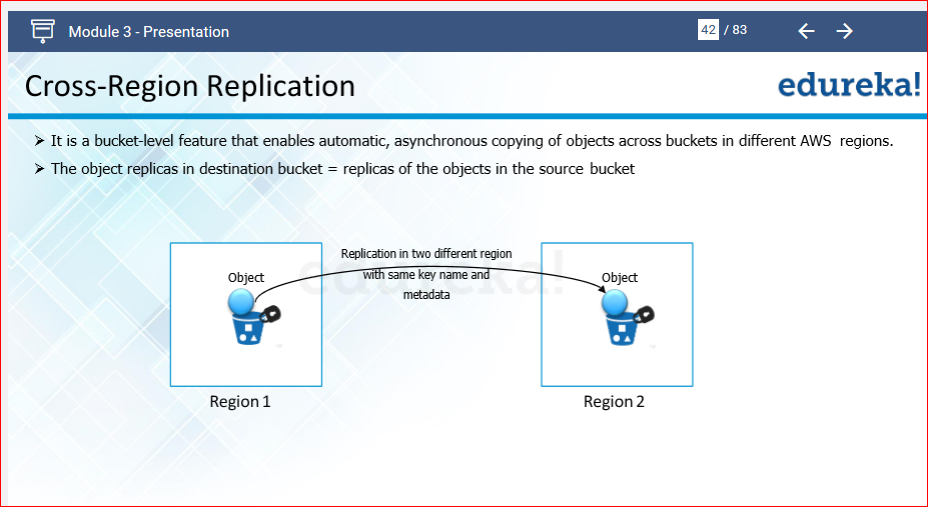 Module 3 - Presentation
42 / 83
Cross-Region Replication
edureka!
➤ It is a bucket-level feature that enables automatic, asynchronous copying of objects across buckets in different AWS regions.
➤ The object replicas in destination bucket = replicas of the objects in the source bucket
edureka!
Replication in two different region
with same key name and
metadata
Object
Object
Region 1
Region 2